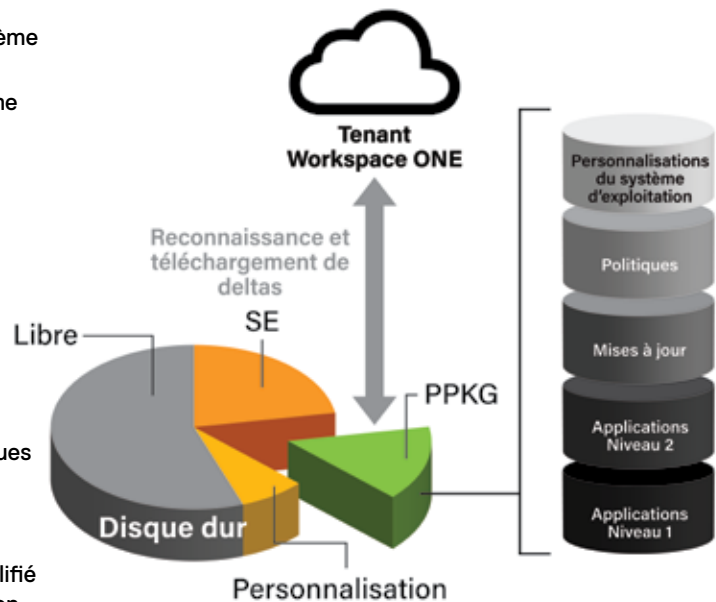 ème
ne
ues
lifié
Tenant
Workspace ONE
Reconnaissance et
téléchargement de
deltas
Libre
SE
PPKG
Disque dur
Personnalisation
Personnalisations
du système
d'exploitation
Politiques
Mises à jour
Applications
Niveau 2
Applications
Niveau 1